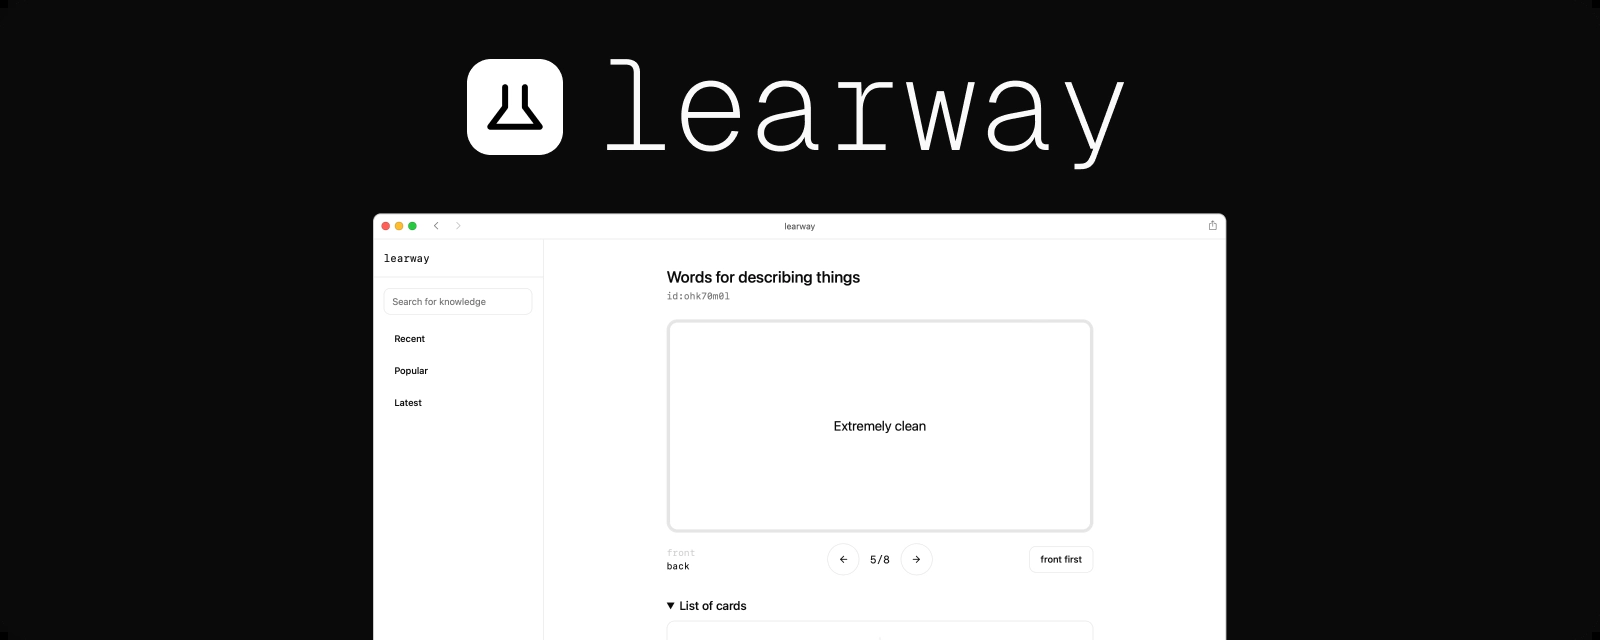 learway
learway
learway
Search for knowledge
Recent
Popular
Latest
Words for describing things
id:ohk70m0l
Extremely clean
front
back
5/8
front first
List of cards